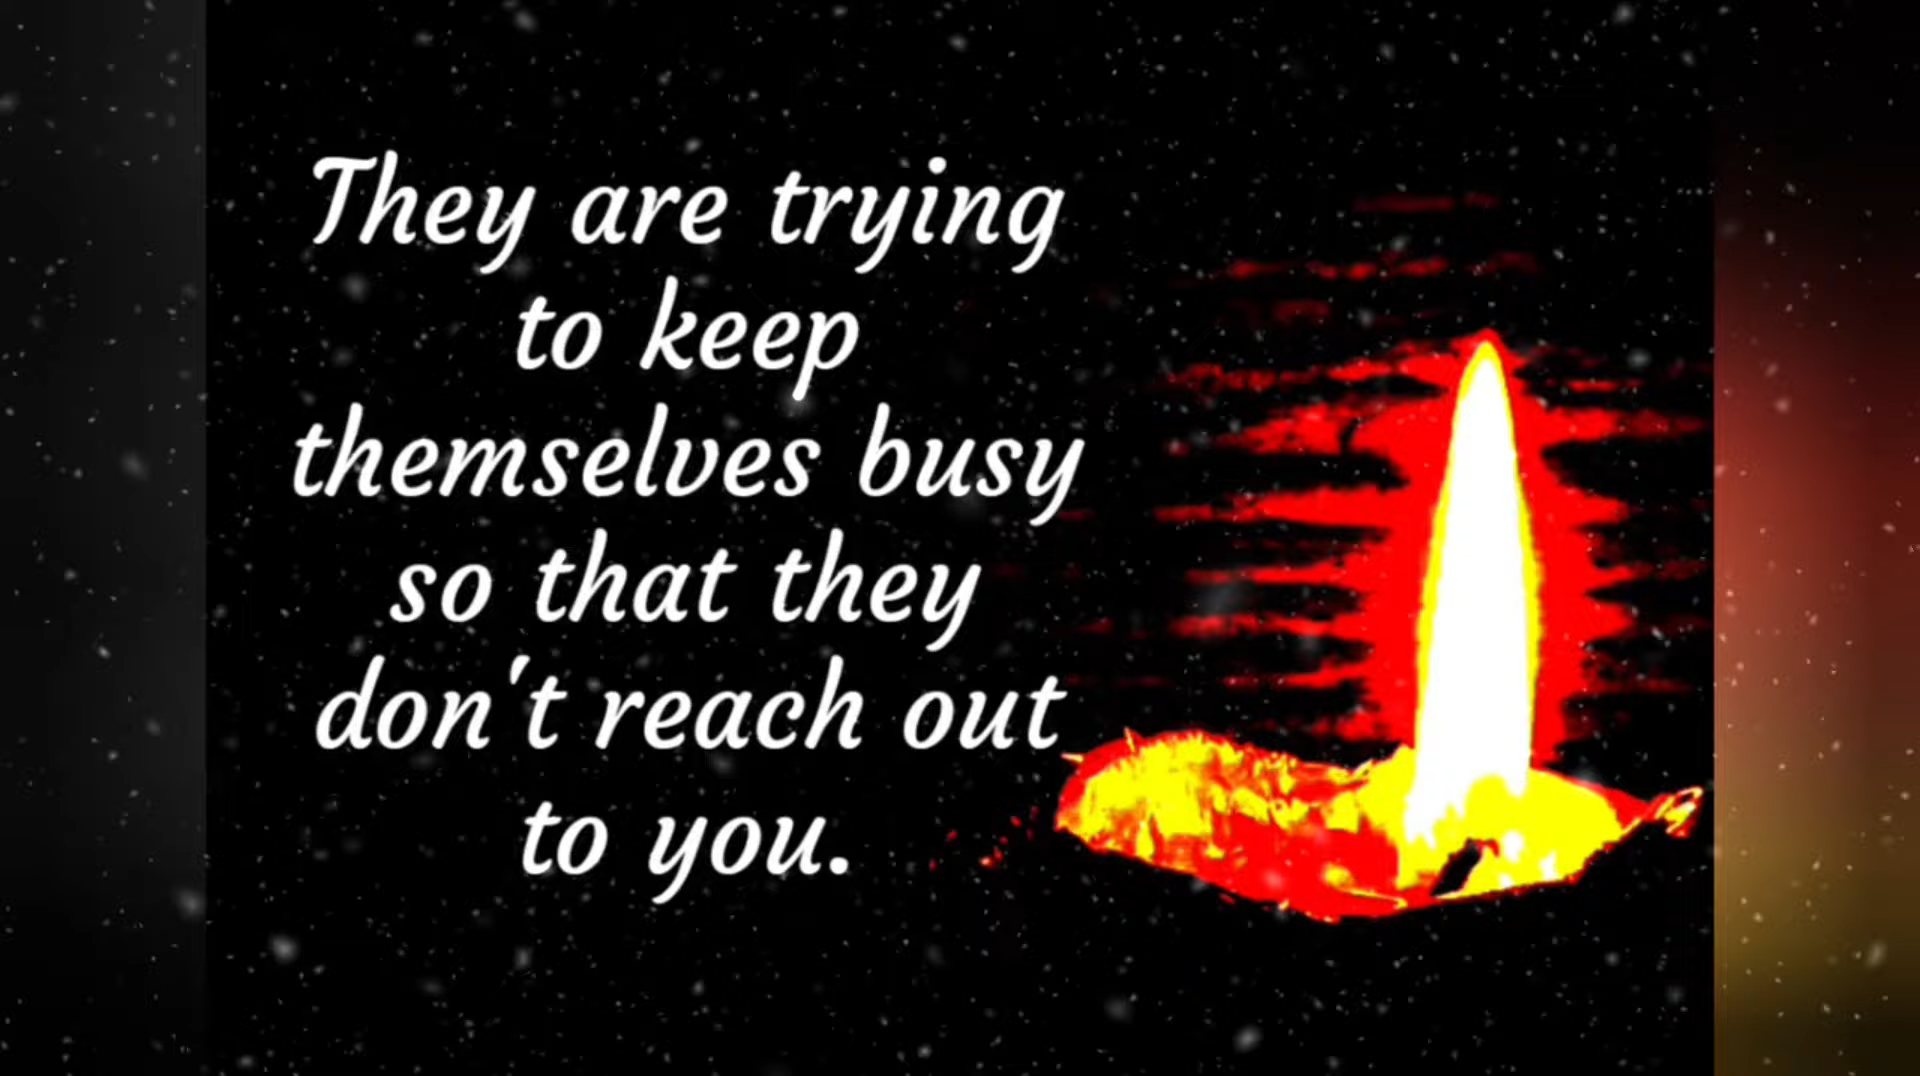 They are trying
to keep
themselves busy
so that they
don't reach out
to you.